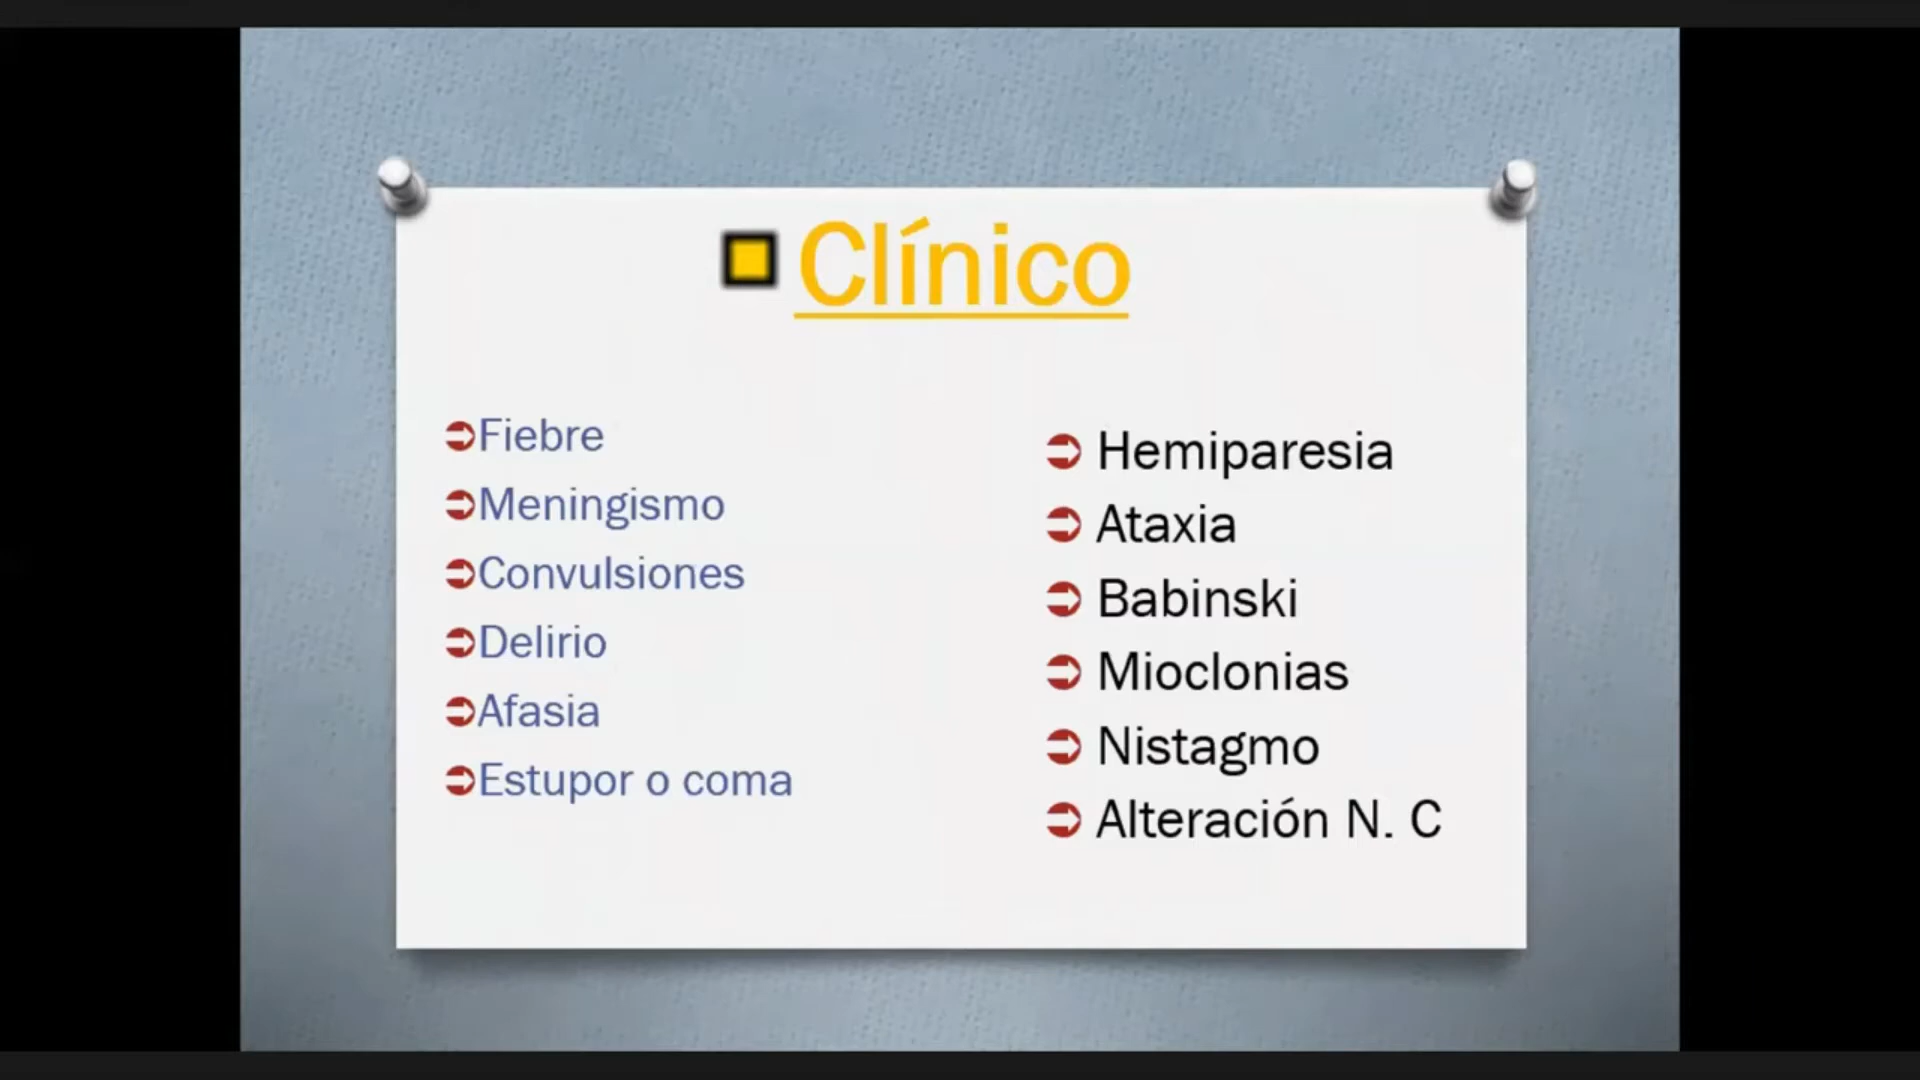 Clínico
Fiebre
Meningismo
Convulsiones
Delirio
Afasia
Estupor o coma
Hemiparesia
Ataxia
Babinski
Mioclonias
Nistagmo
Alteración N. C